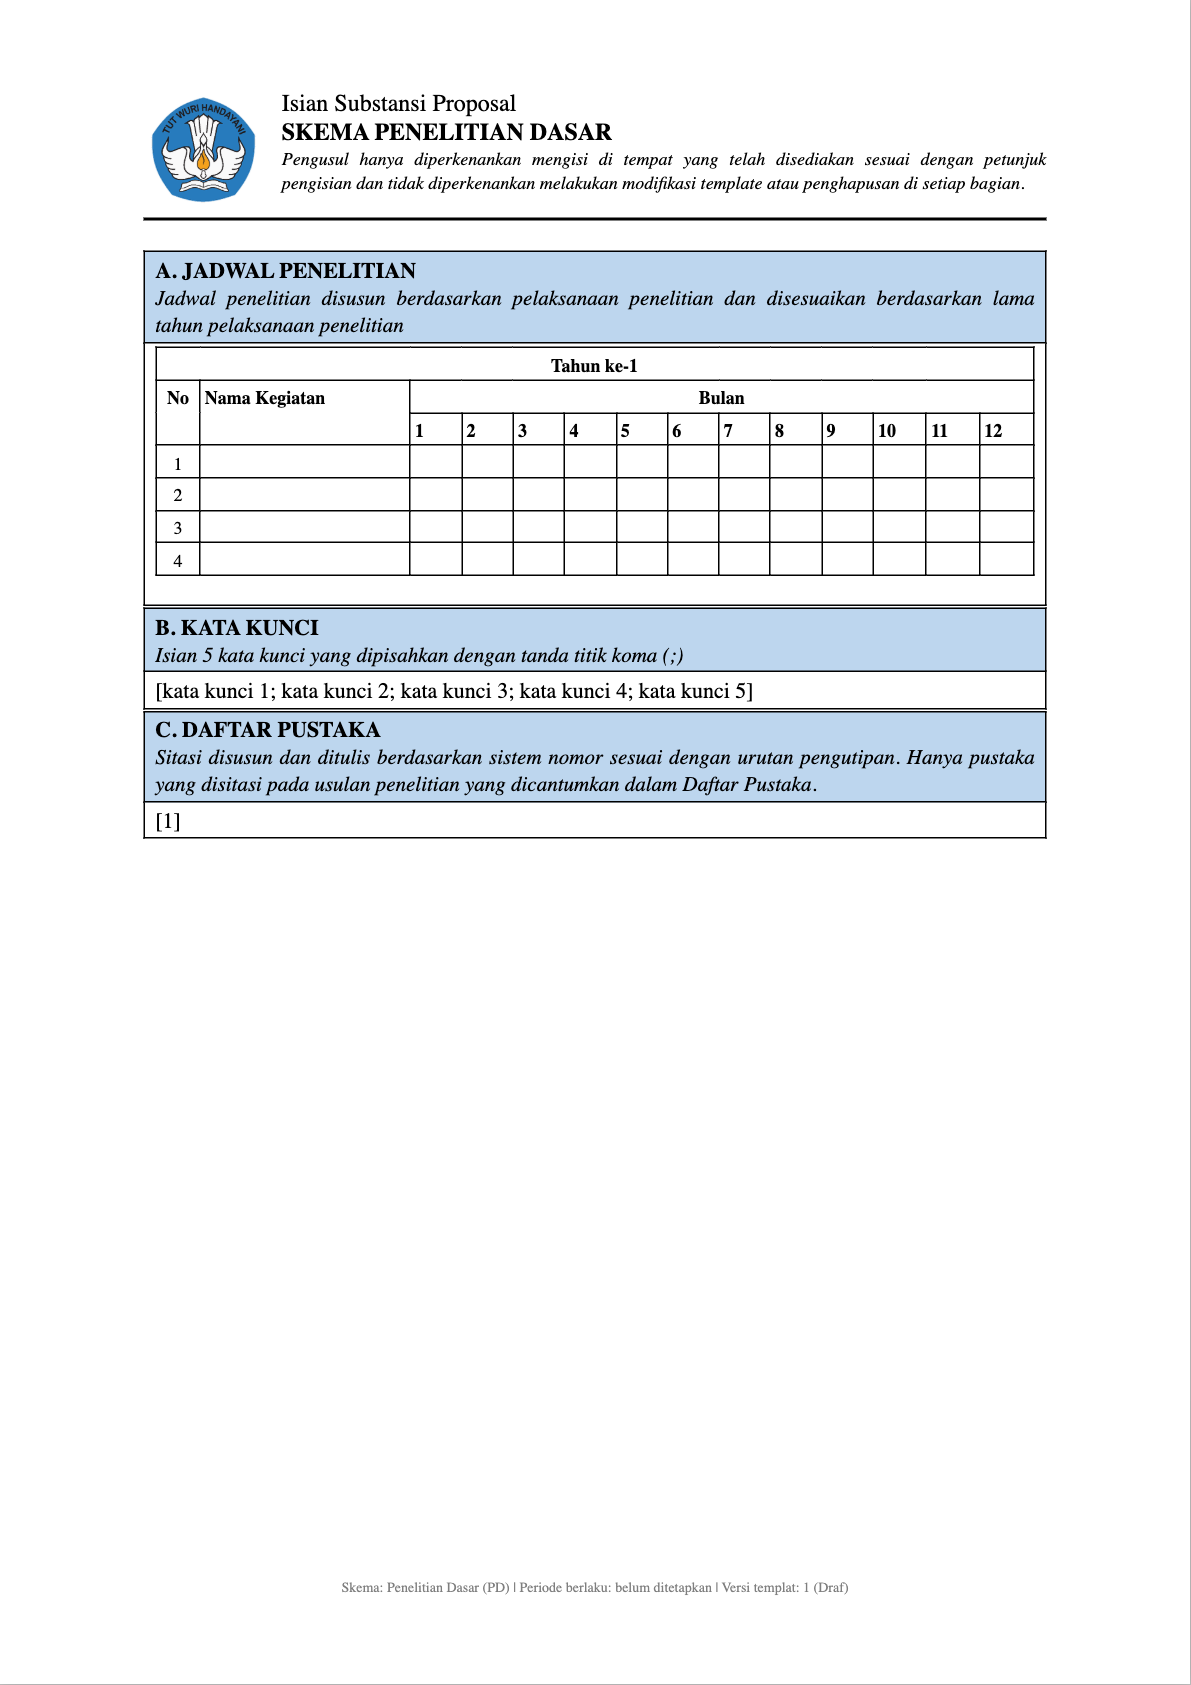 TUT WURI HANDAYANI
Isian Substansi Proposal
SKEMA PENELITIAN DASAR
Pengusul hanya diperkenankan mengisi di tempat yang telah disediakan sesuai dengan petunjuk
pengisian dan tidak diperkenankan melakukan modifikasi template atau penghapusan di setiap bagian.
A. JADWAL PENELITIAN
Jadwal penelitian disusun berdasarkan pelaksanaan penelitian dan disesuaikan berdasarkan lama
tahun pelaksanaan penelitian
Tahun ke-1
No Nama Kegiatan Bulan
1 2 3 4 5 6 7 8 9 10 11 12
1
2
3
4
B. KATA KUNCI
Isian 5 kata kunci yang dipisahkan dengan tanda titik koma (;)
[kata kunci 1; kata kunci 2; kata kunci 3; kata kunci 4; kata kunci 5]
C. DAFTAR PUSTAKA
Sitasi disusun dan ditulis berdasarkan sistem nomor sesuai dengan urutan pengutipan. Hanya pustaka
yang disitasi pada usulan penelitian yang dicantumkan dalam Daftar Pustaka.
[1]
Skema: Penelitian Dasar (PD) | Periode berlaku: belum ditetapkan | Versi templat: 1 (Draf)